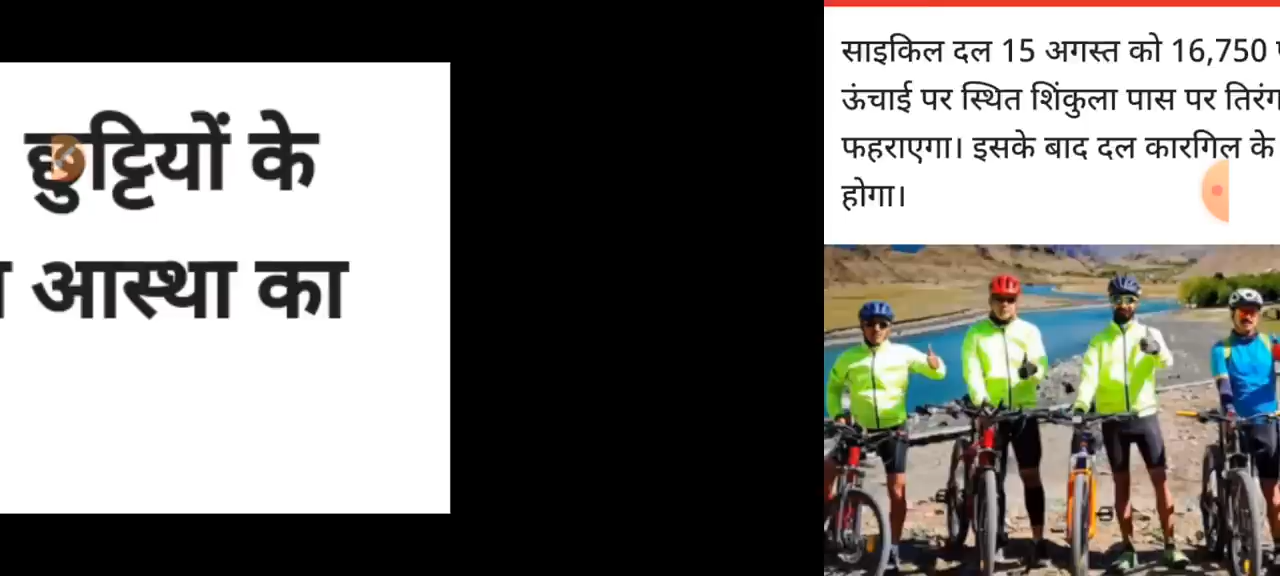 छुट्टियों के
आस्था का
साइकिल दल 15 अगस्त को 16,750
ऊंचाई पर स्थित शिंकुला पास पर
फहराएगा। इसके बाद दल कारगिल के
होगा।